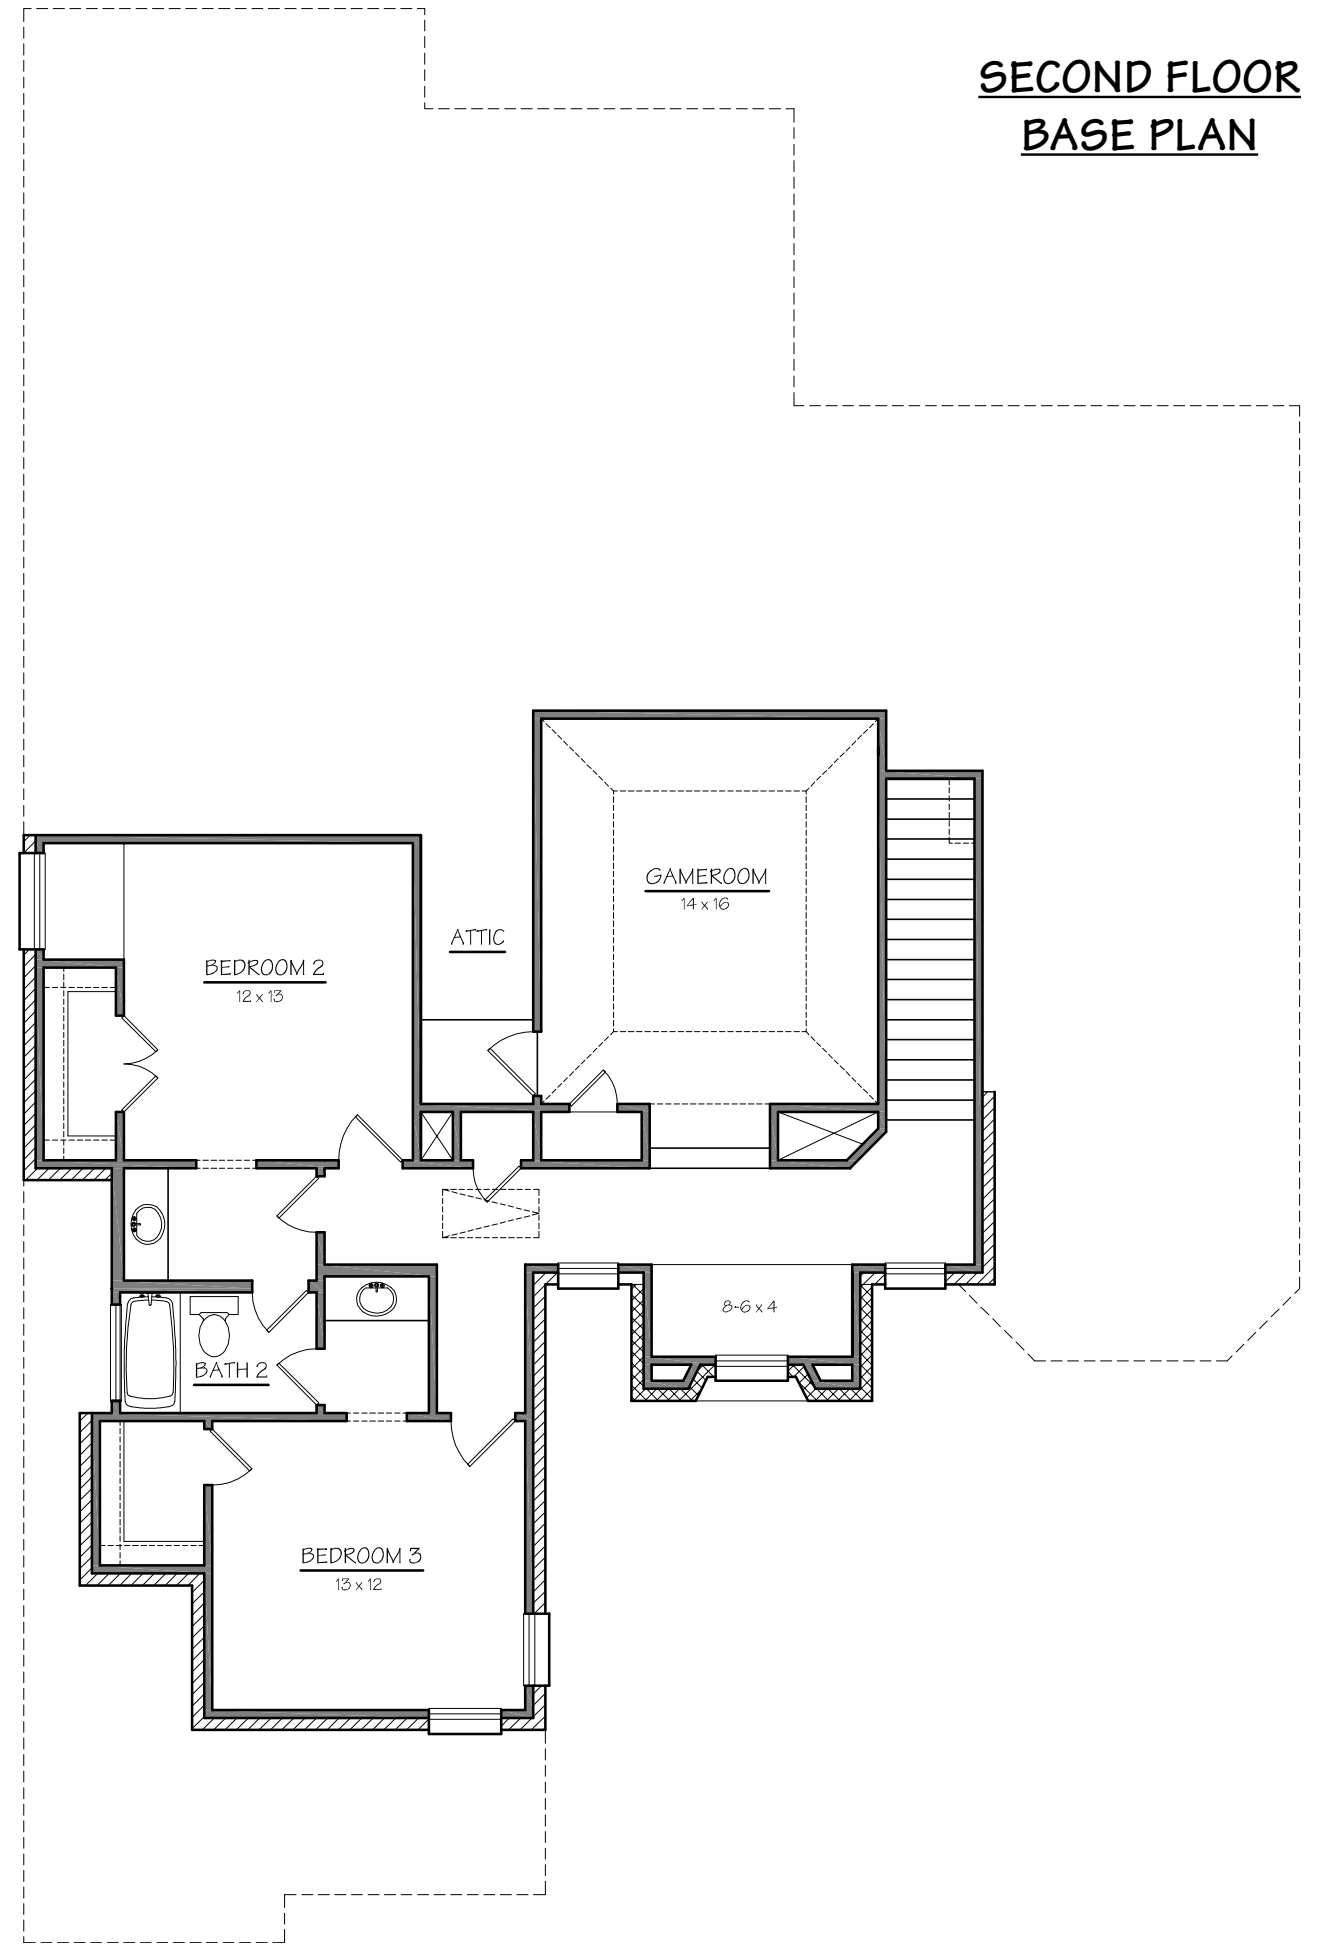 SECOND FLOOR
BASE PLAN
GAMEROOM
14 x 16
ATTIC
BEDROOM 2
12 x 13
8-6 x 4
BATH 2
BEDROOM 3
13 x 12